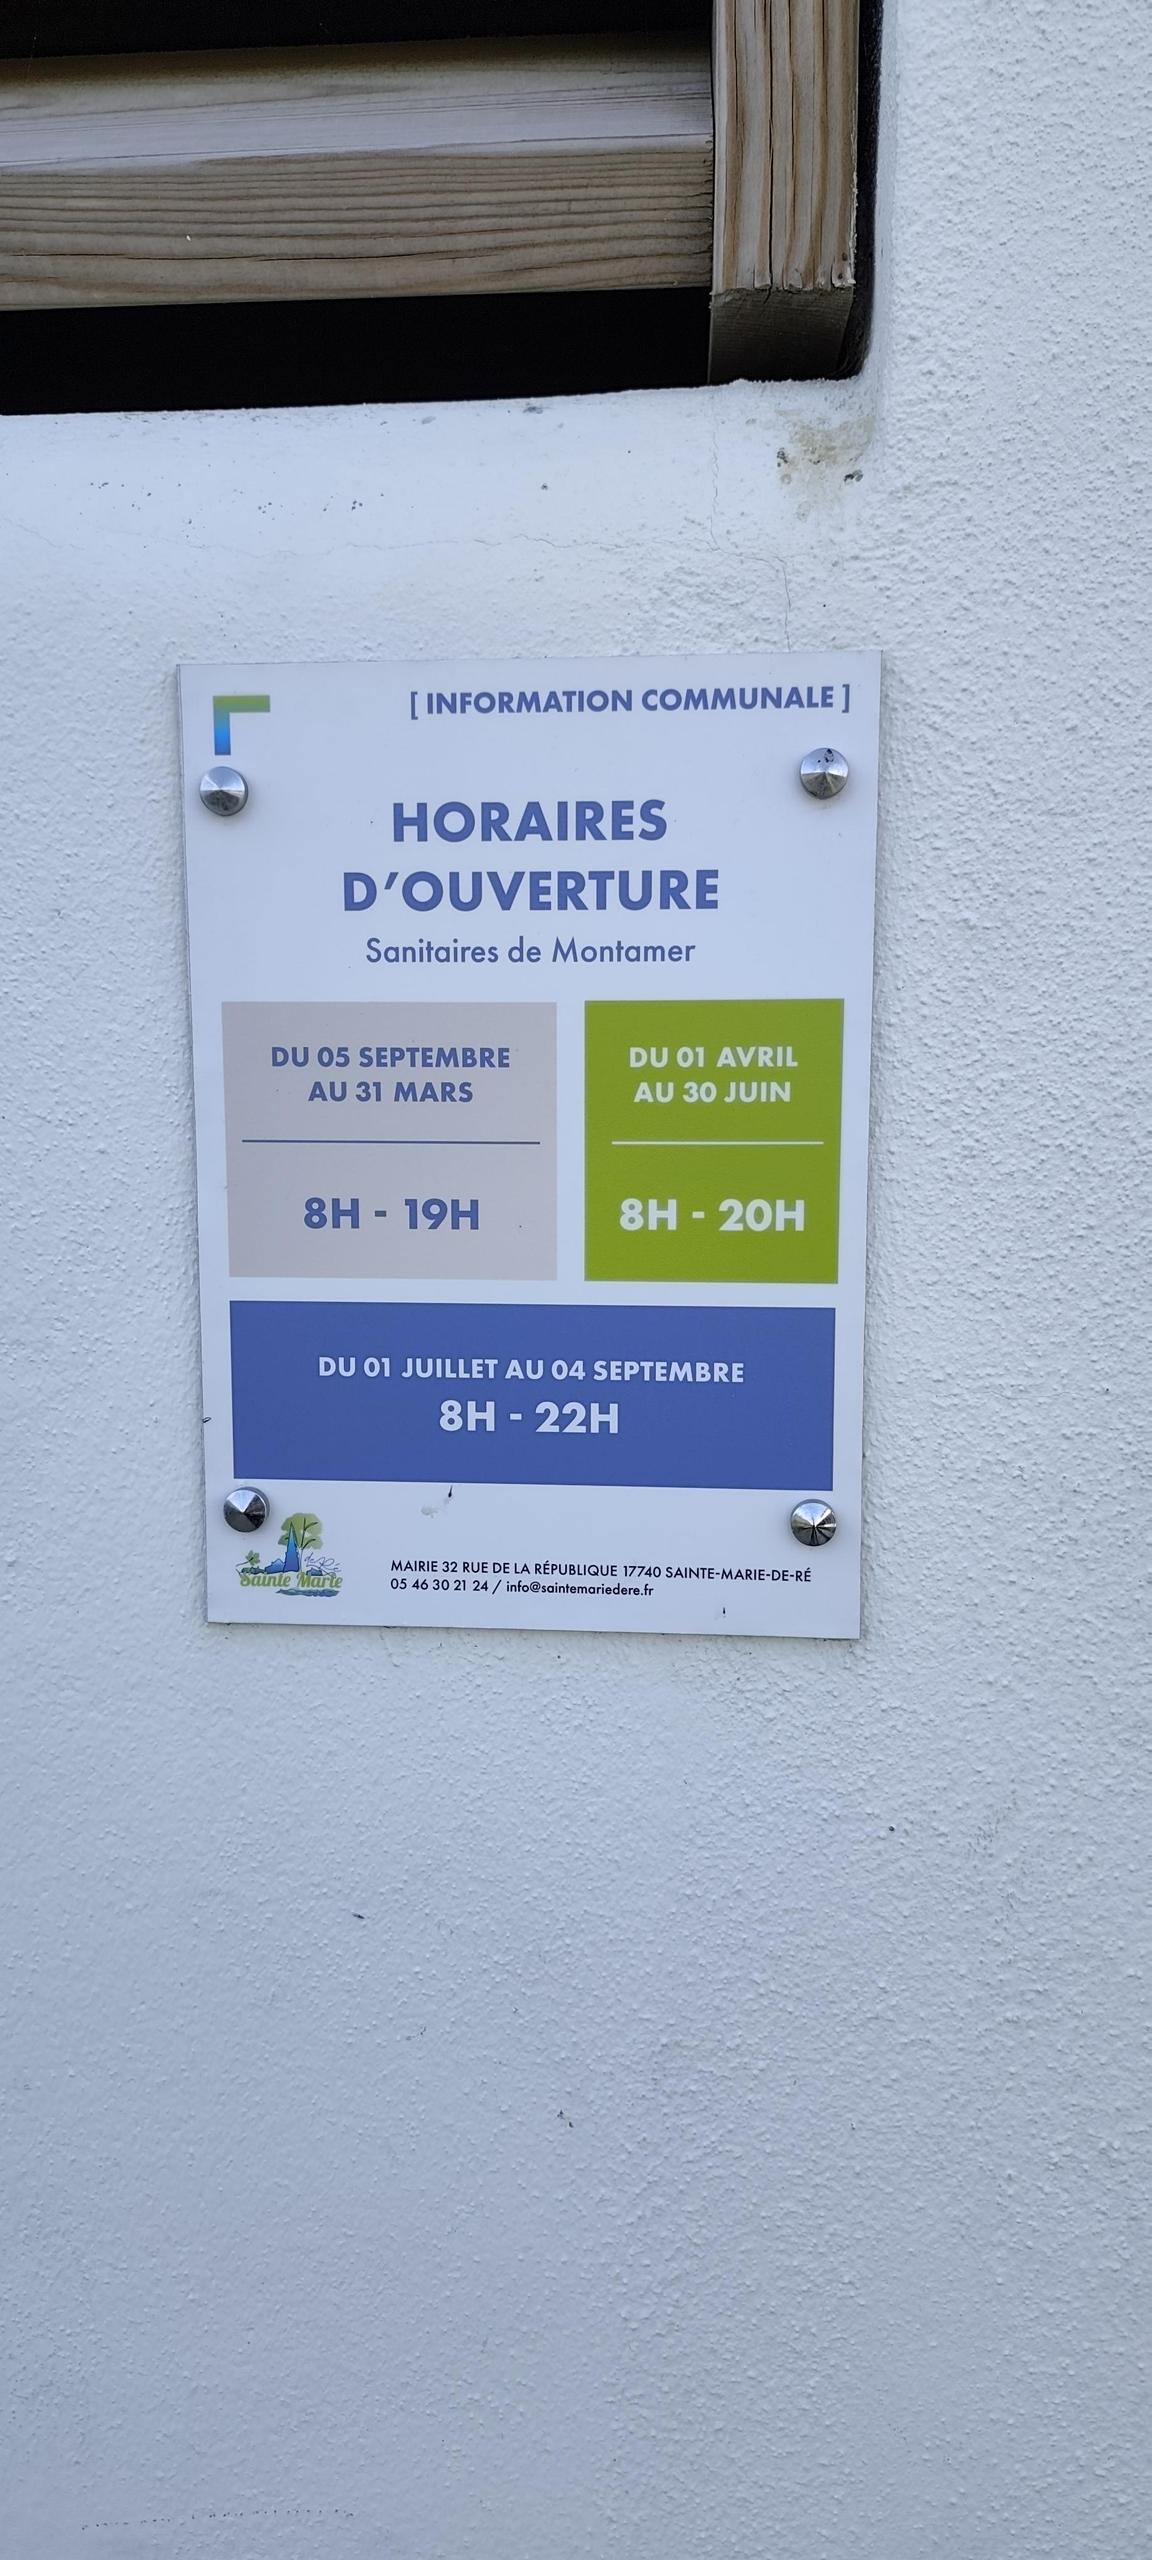 [ INFORMATION COMMUNALE ]
HORAIRES
D'OUVERTURE
Sanitaires de Montamer
DU 05 SEPTEMBRE
AU 31 MARS
8H - 19H
DU 01 AVRIL
AU 30 JUIN
8H - 20H
DU 01 JUILLET AU 04 SEPTEMBRE
8H - 22H
de Ré
Sainte Marie
MAIRIE 32 RUE DE LA RÉPUBLIQUE 17740 SAINTE-MARIE-DE-RÉ
05 46 30 21 24 / info@saintemariedere.fr